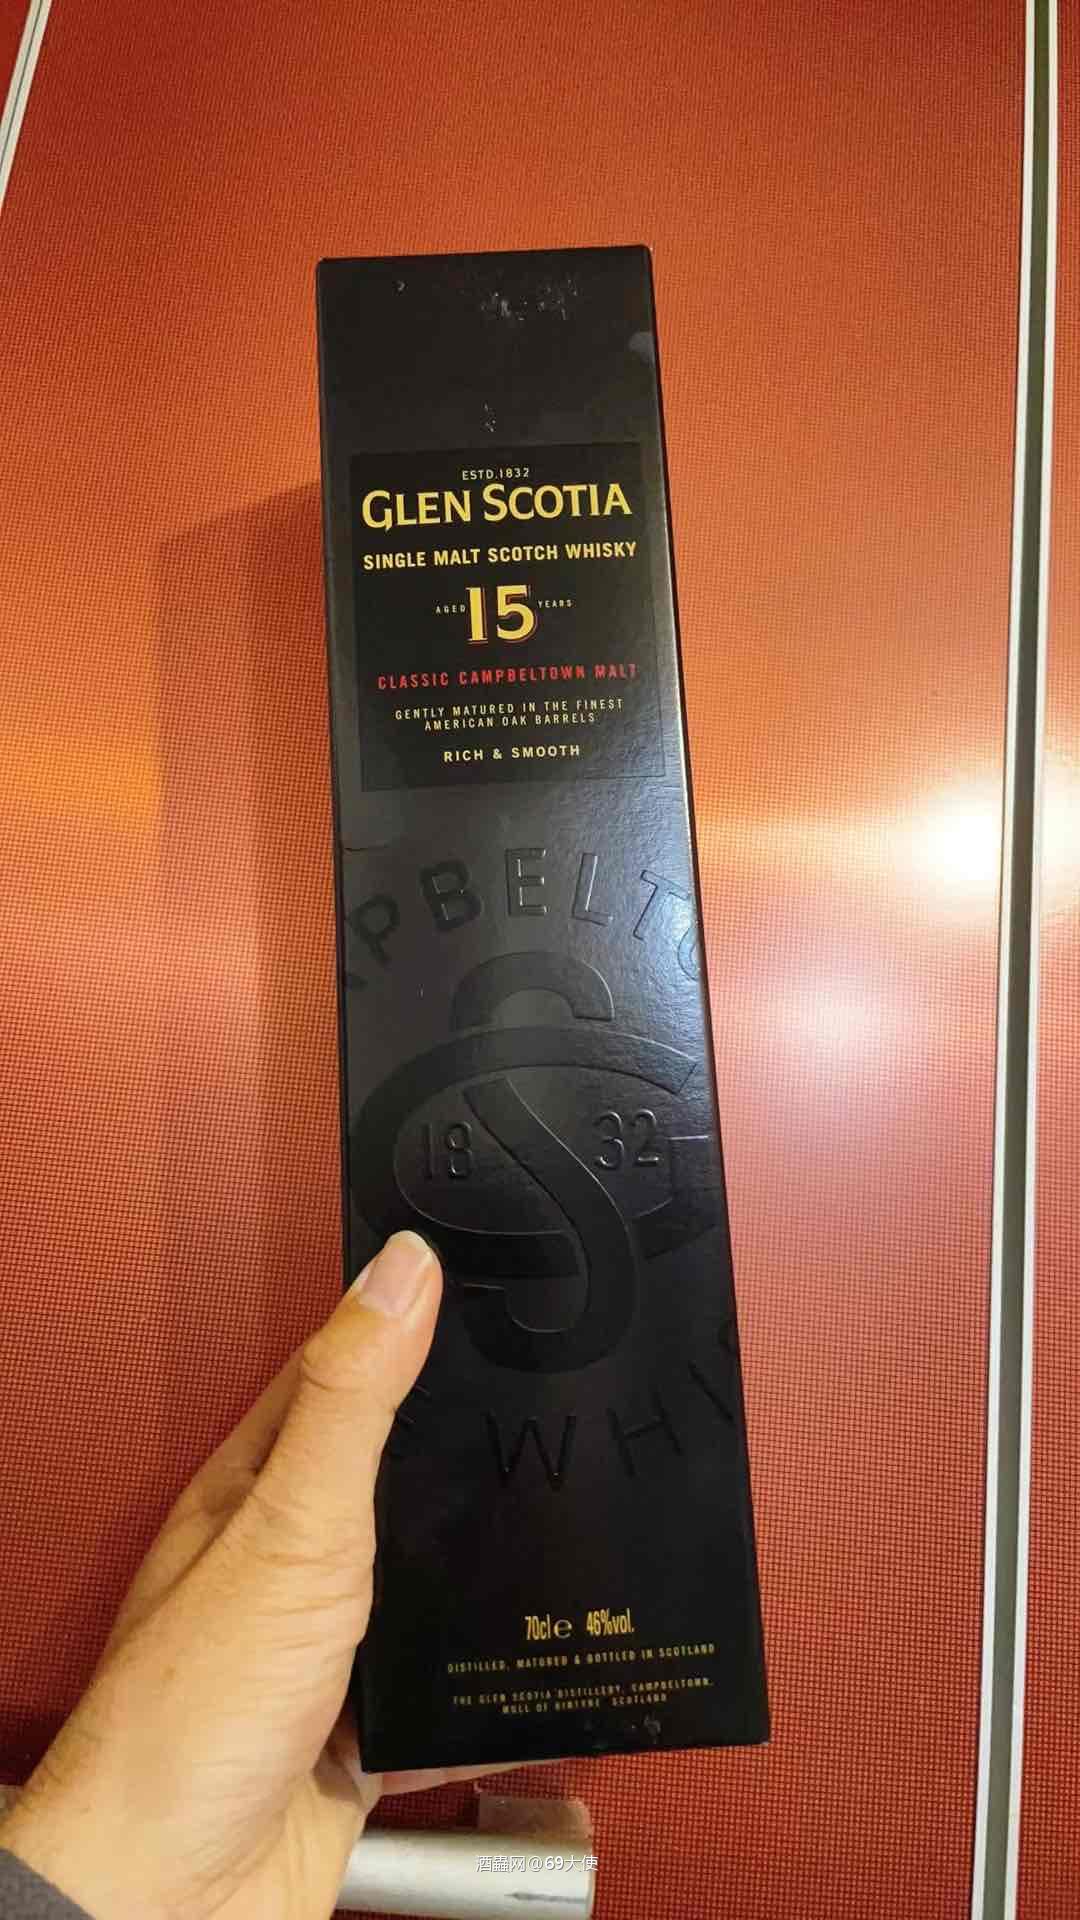 ESTD.1832
GLEN SCOTIA
SINGLE MALT SCOTCH WHISKY
AGED 15 YEARS
CLASSIC CAMPBELTOWN MALT
GENTLY MATURED IN THE FINEST
AMERICAN OAK BARRELS
RICH & SMOOTH
PBELTO
18 32
E WHI
70cl e 46%vol.
DISTILLED, MATURED & BOTTLED IN SCOTLAND
THE GLEN SCOTIA DISTILLERY, CAMPBELTOWN,
MULL OF KINTYRE SCOTLAND
酒蟲网@69大使